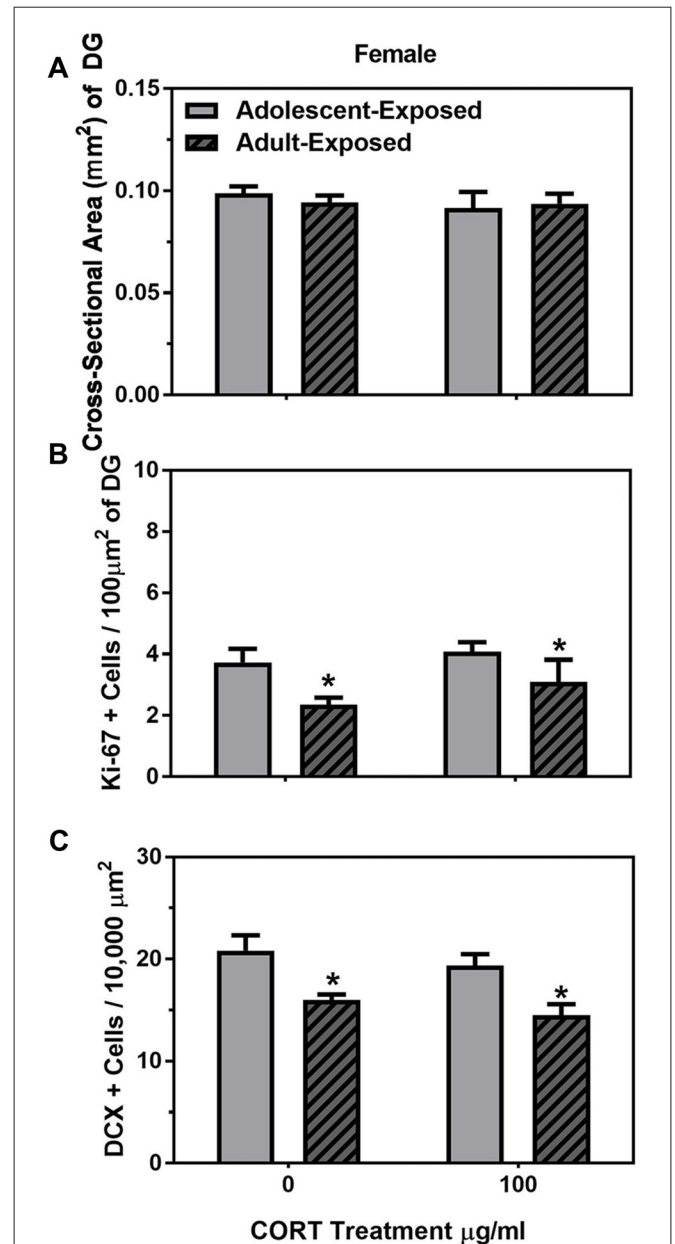 Female
A
Cross-Sectional Area (mm²) of DG
0.15
0.10
0.05
0.00
Adolescent-Exposed
Adult-Exposed
B
Ki-67 + Cells / 100µm² of DG
10
8
6
4
2
0
*
*
C
DCX + Cells / 10,000 µm²
30
20
10
0
*
*
0 100
CORT Treatment µg/ml